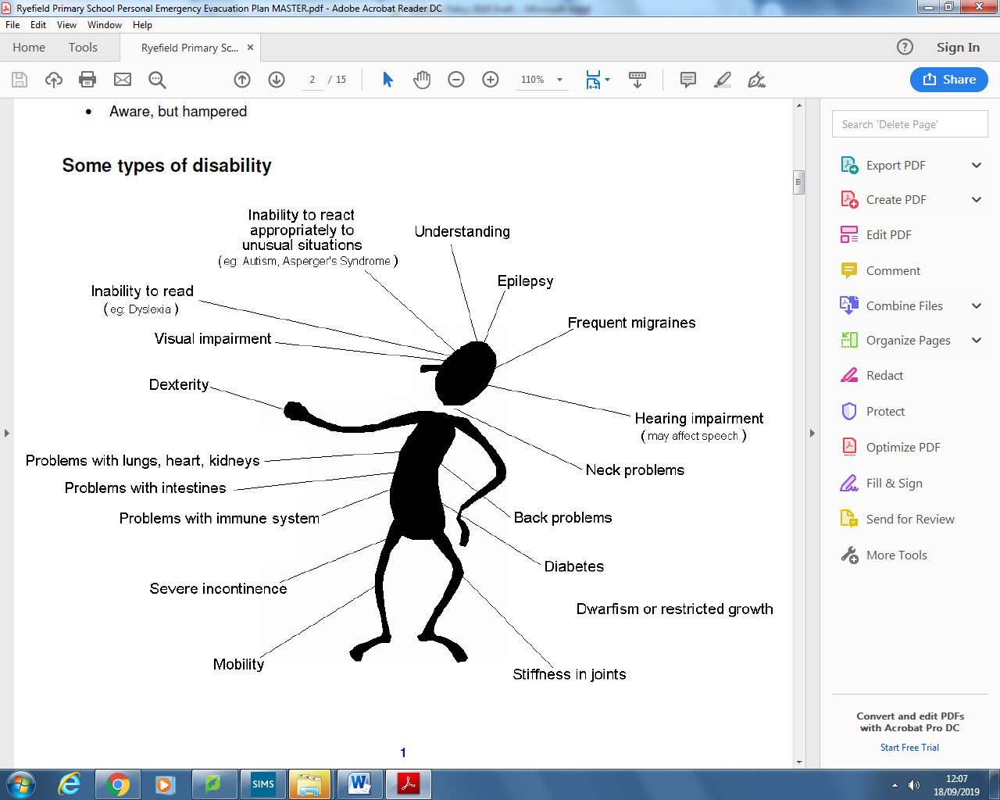 Ryefield Primary School Personal Emergency Evacuation Plan MASTER.pdf - Adobe Acrobat Reader DC
File Edit View Window Help
Home Tools Ryefield Primary Sc... × Sign In
2 / 15 110% Share
Aware, but hampered
Some types of disability
Inability to react
appropriately to
unusual situations
(eg: Autism, Asperger's Syndrome)
Understanding
Epilepsy
Inability to read
(eg: Dyslexia)
Frequent migraines
Visual impairment
Dexterity
Hearing impairment
(may affect speech)
Problems with lungs, heart, kidneys
Neck problems
Problems with intestines
Problems with immune system
Back problems
Diabetes
Severe incontinence
Dwarfism or restricted growth
Mobility
Stiffness in joints
1
Search 'Delete Page'
Export PDF
Create PDF
Edit PDF
Comment
Combine Files
Organize Pages
Redact
Protect
Optimize PDF
Fill & Sign
Send for Review
More Tools
Convert and edit PDFs
with Acrobat Pro DC
Start Free Trial
SIMS
12:07
18/09/2019